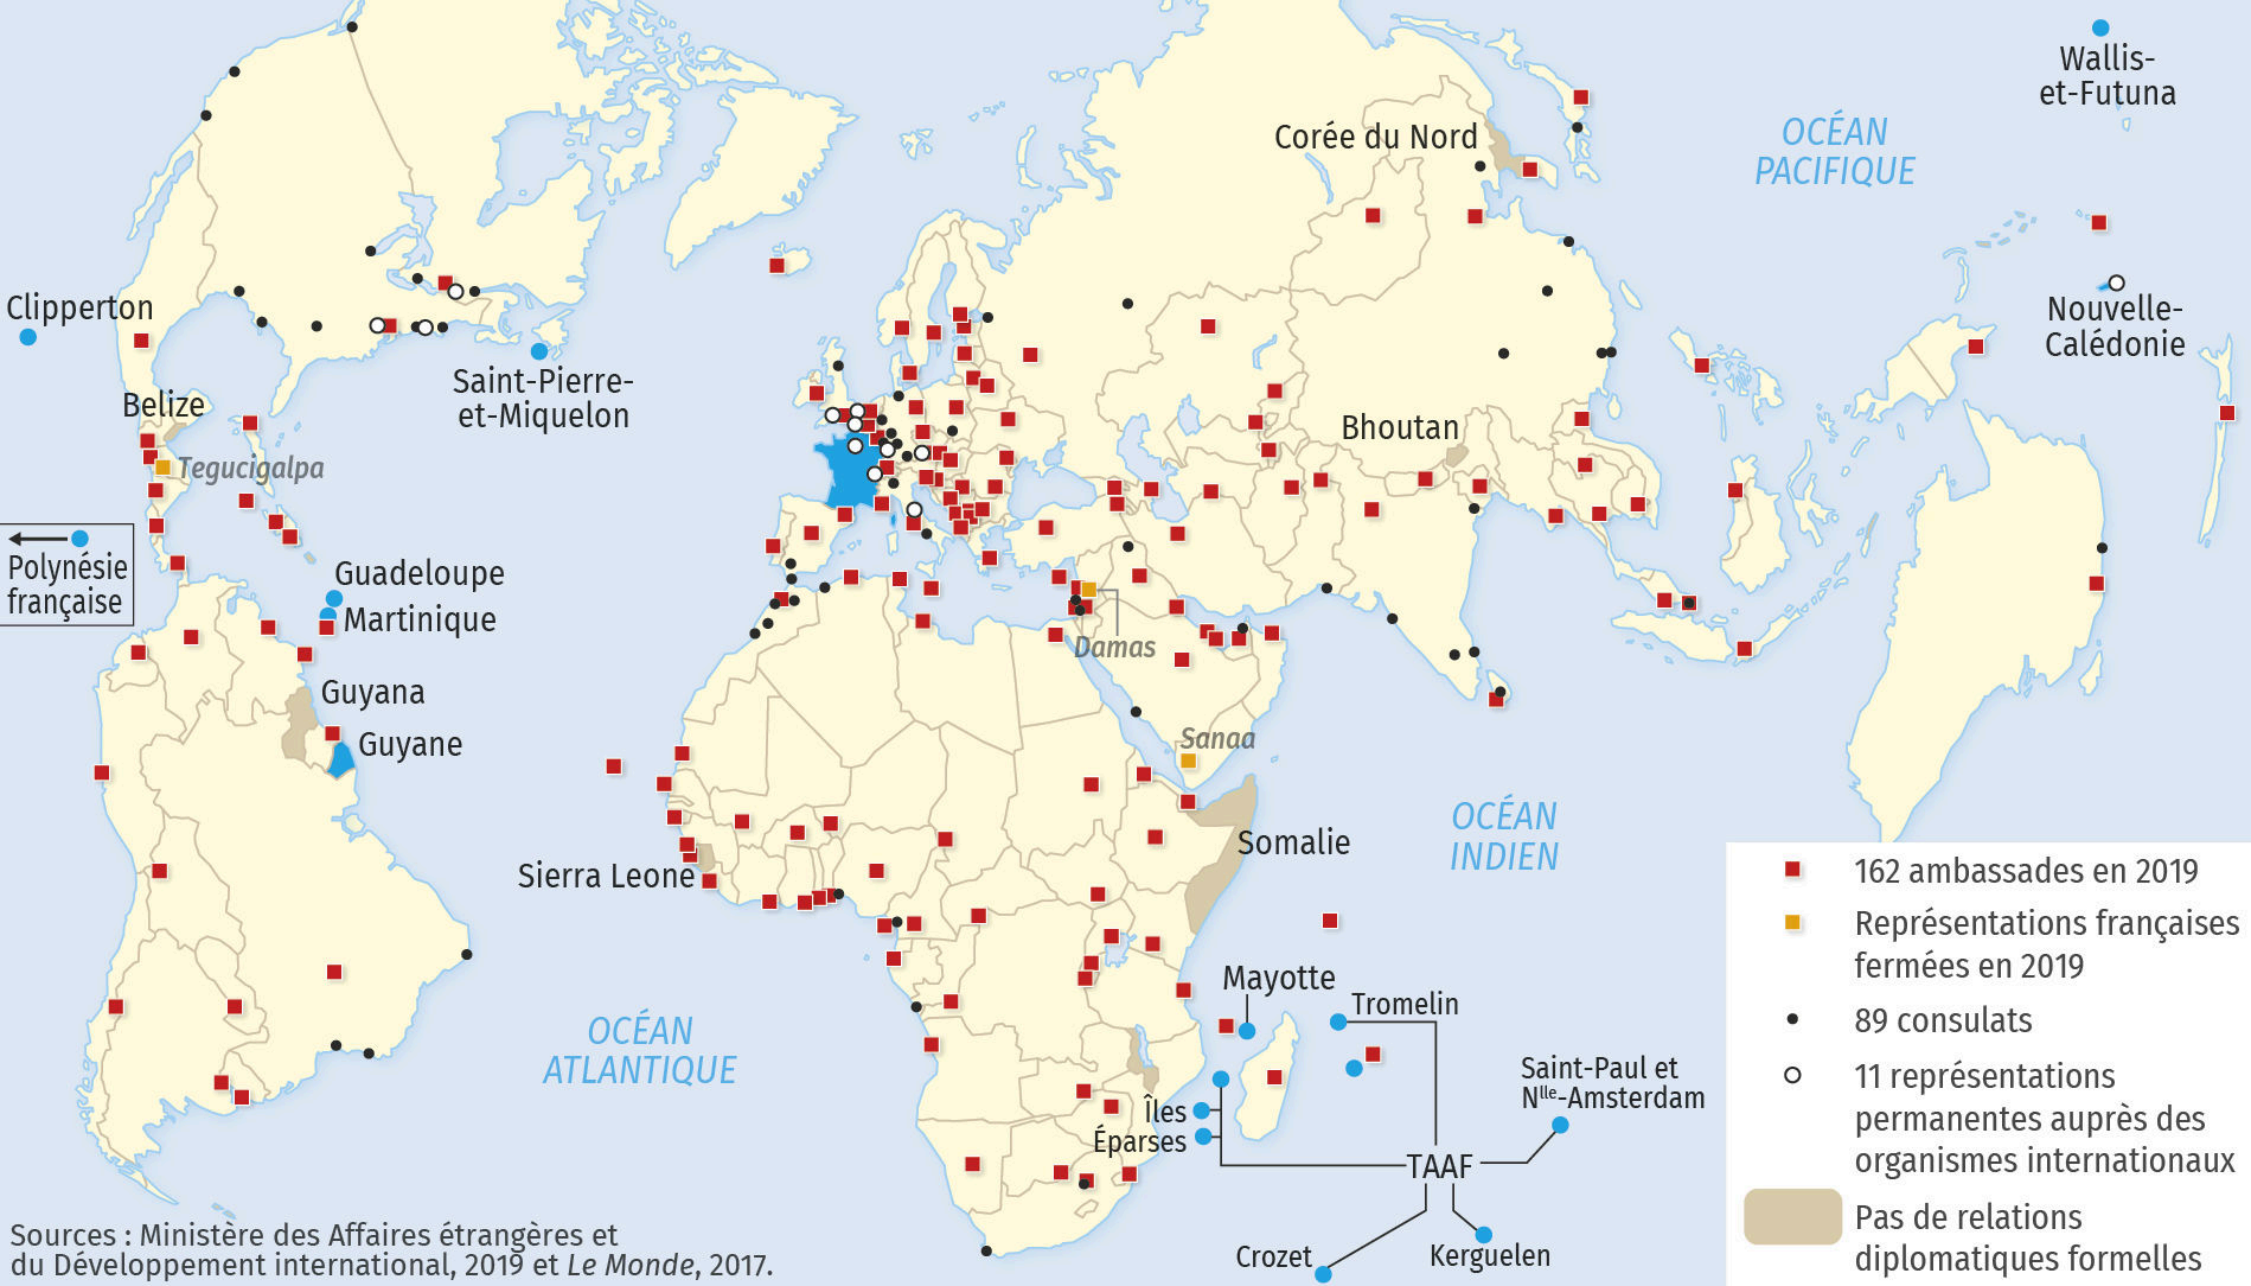 Wallis-
et-Futuna
OCÉAN
PACIFIQUE
Corée du Nord
Clipperton
Saint-Pierre-
et-Miquelon
Nouvelle-
Calédonie
Belize
Bhoutan
Tegucigalpa
Polynésie
française
Guadeloupe
Martinique
Damas
Guyana
Guyane
Sanaa
Somalie
OCÉAN
INDIEN
Sierra Leone
Mayotte
Tromelin
OCÉAN
ATLANTIQUE
Îles
Éparses
Saint-Paul et
Nlle-Amsterdam
TAAF
Crozet
Kerguelen
162 ambassades en 2019
Représentations françaises
fermées en 2019
89 consulats
11 représentations
permanentes auprès des
organismes internationaux
Pas de relations
diplomatiques formelles
Sources : Ministère des Affaires étrangères et
du Développement international, 2019 et Le Monde, 2017.